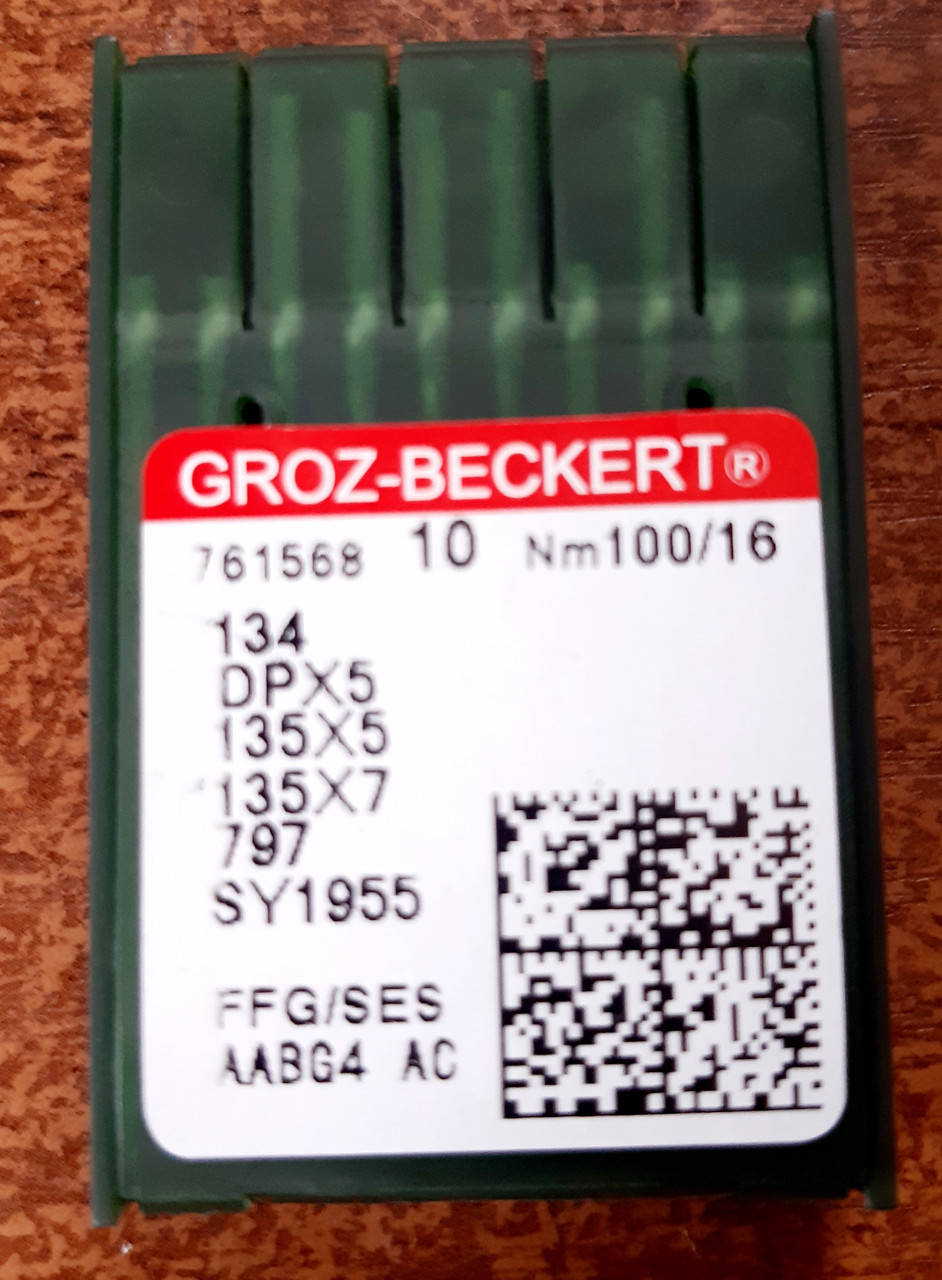 GROZ-BECKERT®
761568 10 Nm100/16
134
DPX5
135X5
135X7
797
SY1955
FFG/SES
AABG4 AC